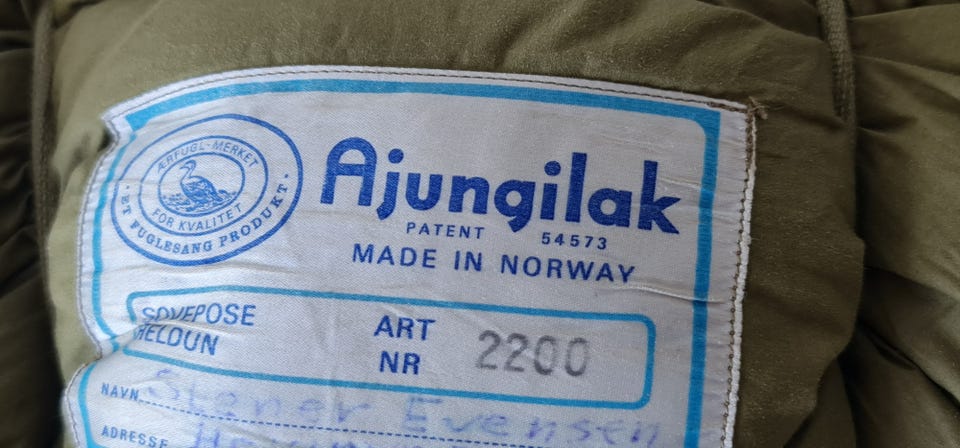 ÆRFUGL-MERKET
FOR KVALITET
· ET FUGLESANG PRODUKT ·
Ajungilak
PATENT 54573
MADE IN NORWAY
SOVEPOSE
HELDUN
ART
NR
2200
NAVN Stener Evensen
ADRESSE